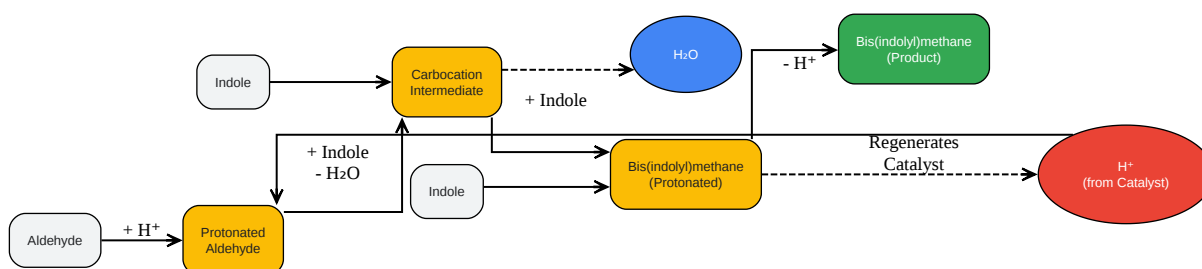 H₂O
Bis(indolyl)methane
(Product)
- H⁺
Indole
Carbocation
Intermediate
+ Indole
+ Indole
- H₂O
Regenerates
Catalyst
Bis(indolyl)methane
(Protonated)
H⁺
(from Catalyst)
Indole
Aldehyde
+ H⁺
Protonated
Aldehyde